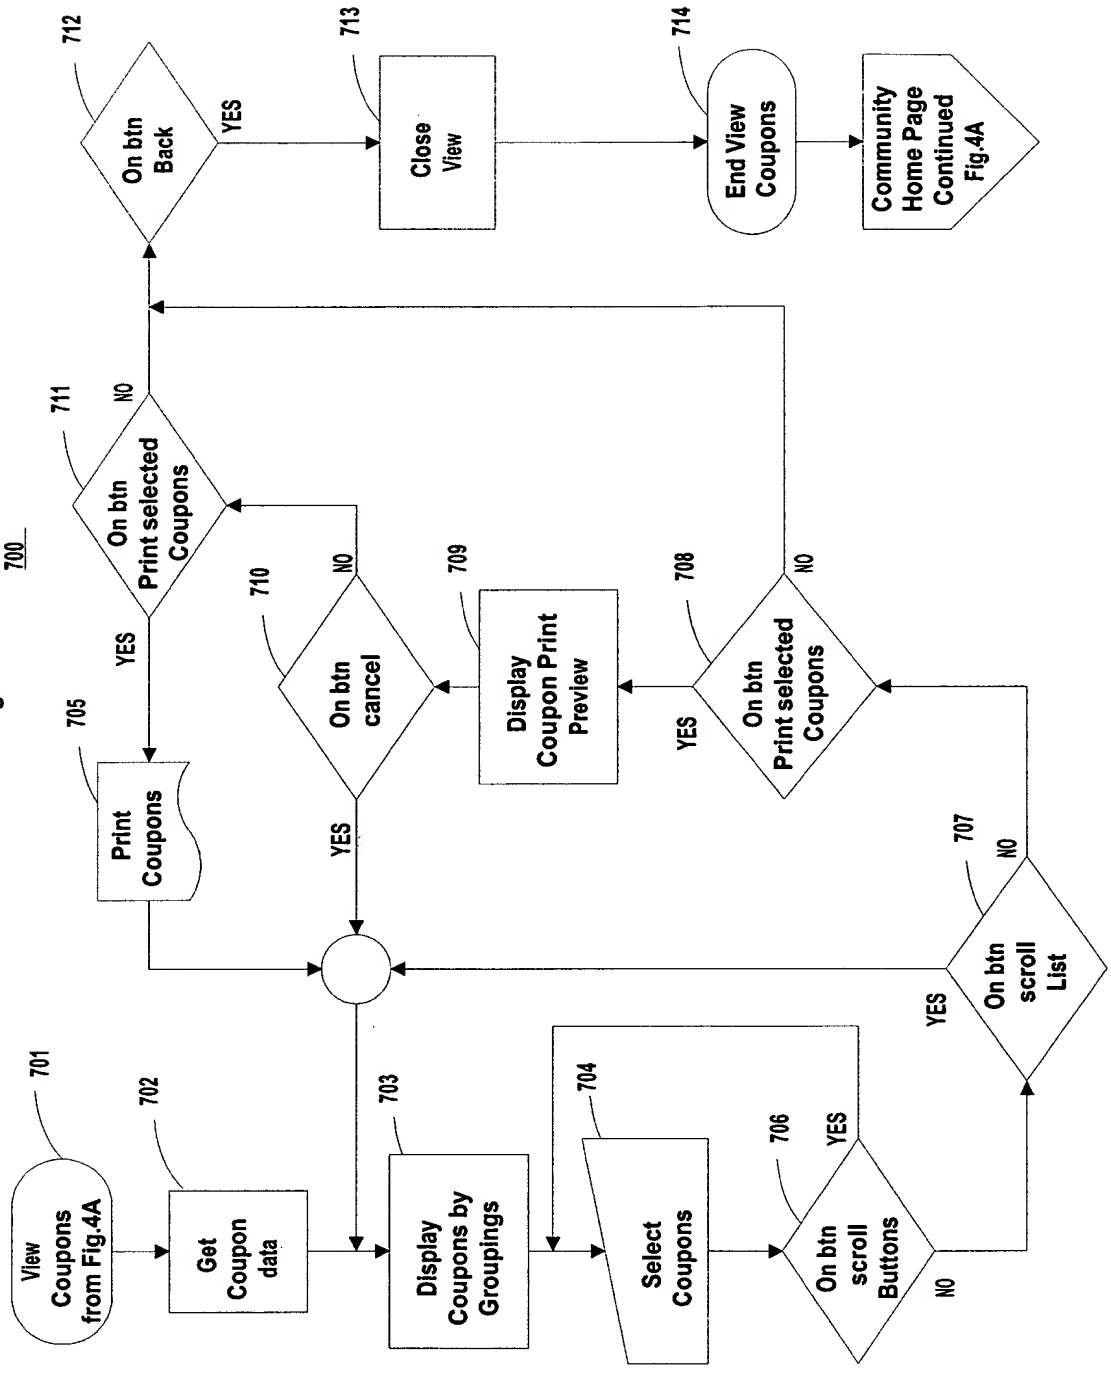 700
701
View
Coupons
from Fig.4A
702
Get
Coupon
data
703
Display
Coupons by
Groupings
704
Select
Coupons
706
On btn
scroll
Buttons
YES
NO
707
On btn
scroll
List
YES
NO
708
On btn
Print selected
Coupons
YES
NO
709
Display
Coupon Print
Preview
710
On btn
cancel
YES
NO
705
Print
Coupons
711
On btn
Print selected
Coupons
YES
NO
712
On btn
Back
YES
713
Close
View
714
End View
Coupons
Community
Home Page
Continued
Fig.4A